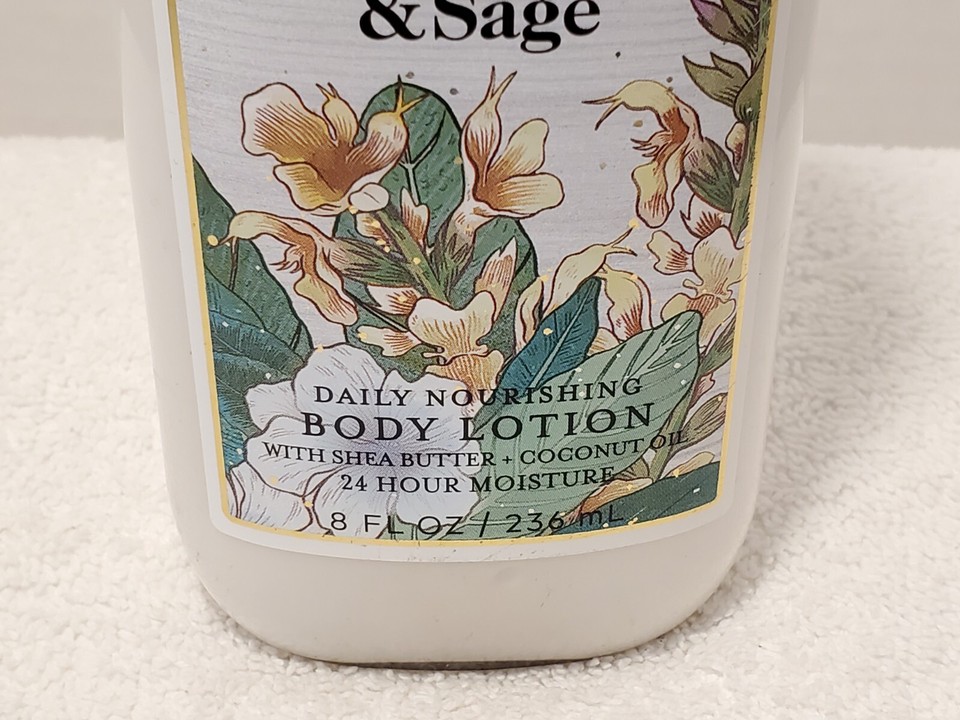 & Sage
DAILY NOURISHING
BODY LOTION
WITH SHEA BUTTER + COCONUT OIL
24 HOUR MOISTURE
8 FL OZ / 236 mL